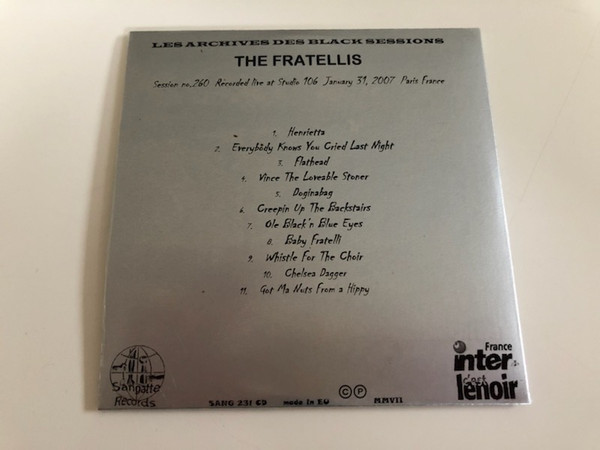 LES ARCHIVES DES BLACK SESSIONS
THE FRATELLIS
Session no.260 Recorded live at Studio 106 January 31, 2007 Paris France
1. Henrietta
2. Everybody Knows You Cried Last Night
3. Flathead
4. Vince The Loveable Stoner
5. Doginabag
6. Creepin Up The Backstairs
7. Ole Black'n Blue Eyes
8. Baby Fratelli
9. Whistle For The Choir
10. Chelsea Dagger
11. Got Ma Nuts From a Hippy
Sanpatte
Records
SANG 231 69 made in EU
© ℗ MMVII
France
inter
c'est
lenoir